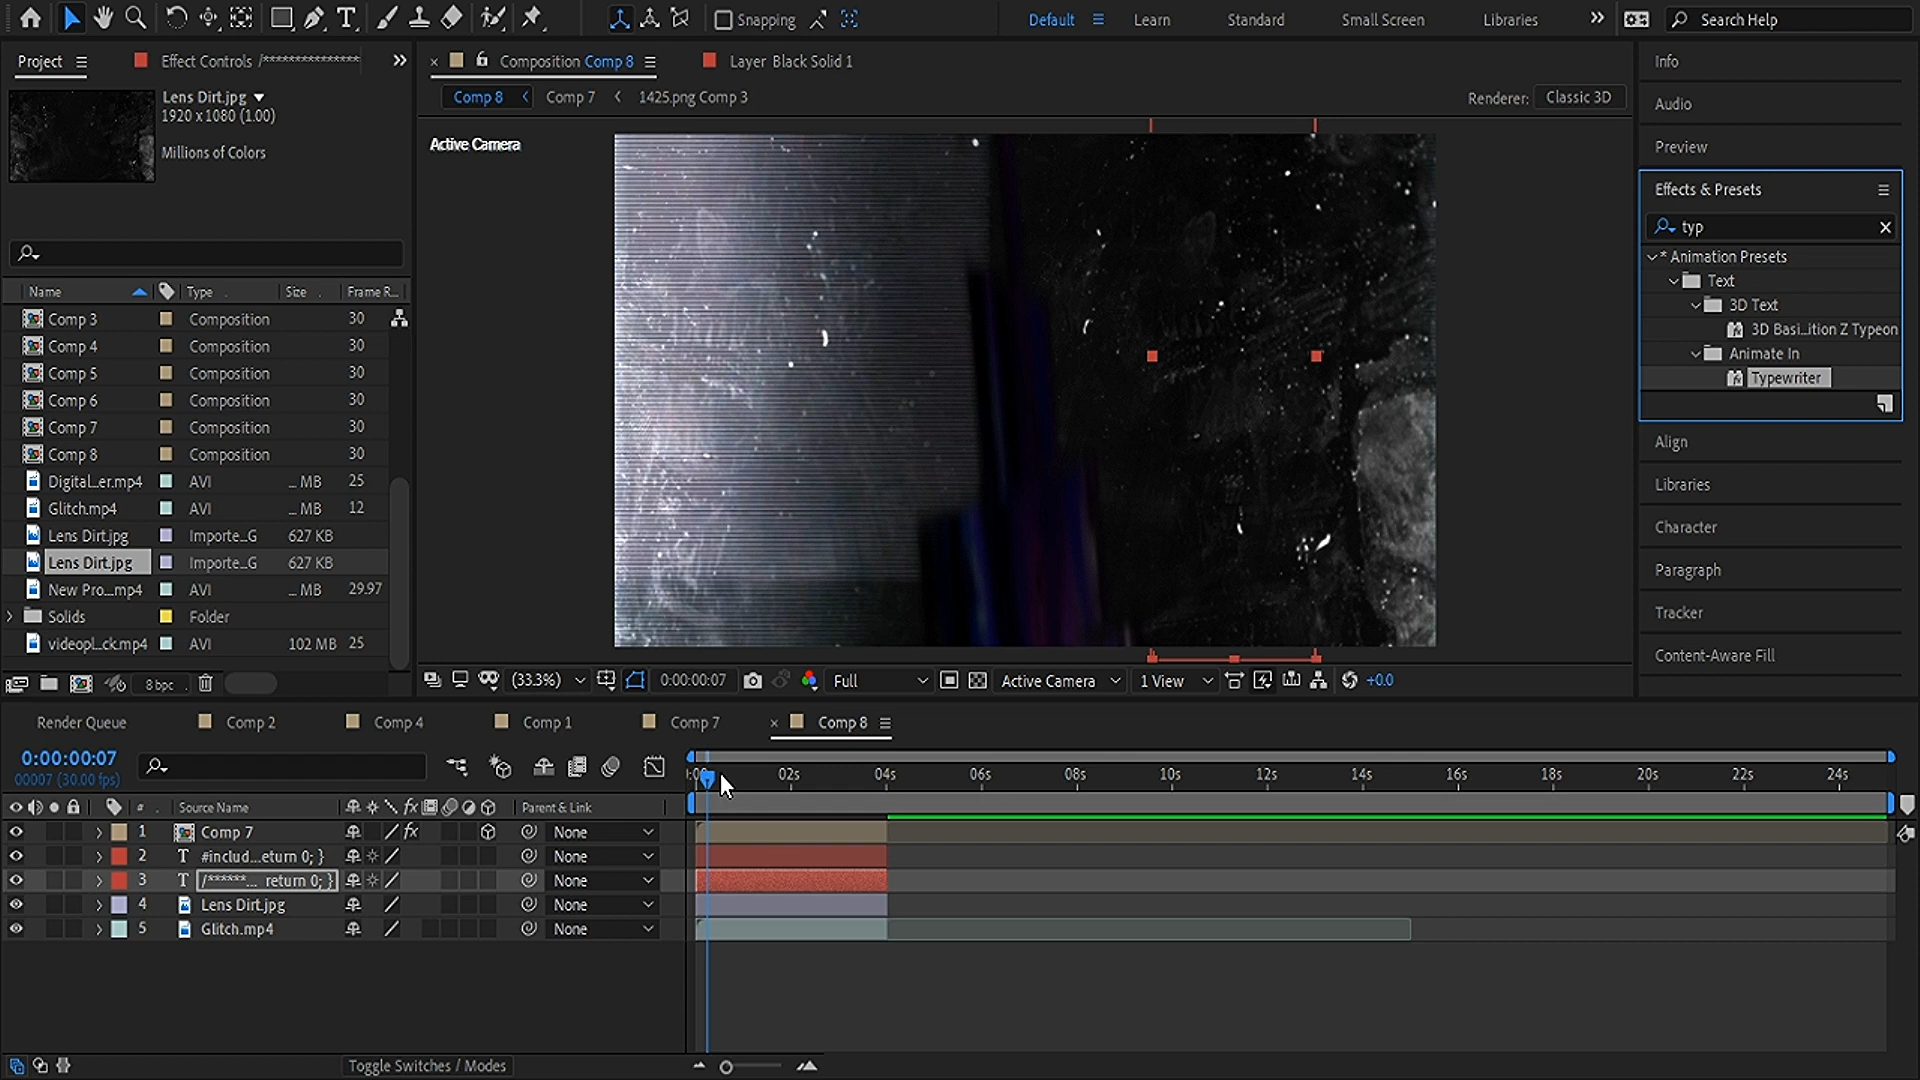 Snapping
Default
Learn
Standard
Small Screen
Libraries
Search Help
Project
Effect Controls /***************
Composition Comp 8
Layer Black Solid 1
Lens Dirt.jpg
1920 x 1080 (1.00)
Millions of Colors
Comp 8
Comp 7
1425.png Comp 3
Renderer:
Classic 3D
Active Camera
Info
Audio
Preview
Effects & Presets
typ
* Animation Presets
Text
3D Text
3D Basi...ition Z Typeon
Animate In
Typewriter
Align
Libraries
Character
Paragraph
Tracker
Content-Aware Fill
Name Type Size Frame R...
Comp 3 Composition 30
Comp 4 Composition 30
Comp 5 Composition 30
Comp 6 Composition 30
Comp 7 Composition 30
Comp 8 Composition 30
Digital...er.mp4 AVI ... MB 25
Glitch.mp4 AVI ... MB 12
Lens Dirt.jpg Importe...G 627 KB
Lens Dirt.jpg Importe...G 627 KB
New Pro...mp4 AVI ... MB 29.97
Solids Folder
videopl...ck.mp4 AVI 102 MB 25
8 bpc
(33.3%)
0:00:00:07
Full
Active Camera
1 View
+0.0
Render Queue
Comp 2
Comp 4
Comp 1
Comp 7
Comp 8
0:00:00:07
00007 (30.00 fps)
02s 04s 06s 08s 10s 12s 14s 16s 18s 20s 22s 24s
# Source Name fx Parent & Link
1 Comp 7 fx None
2 T #includ...eturn 0; } None
3 T /******... return 0; } None
4 Lens Dirt.jpg None
5 Glitch.mp4 None
Toggle Switches / Modes